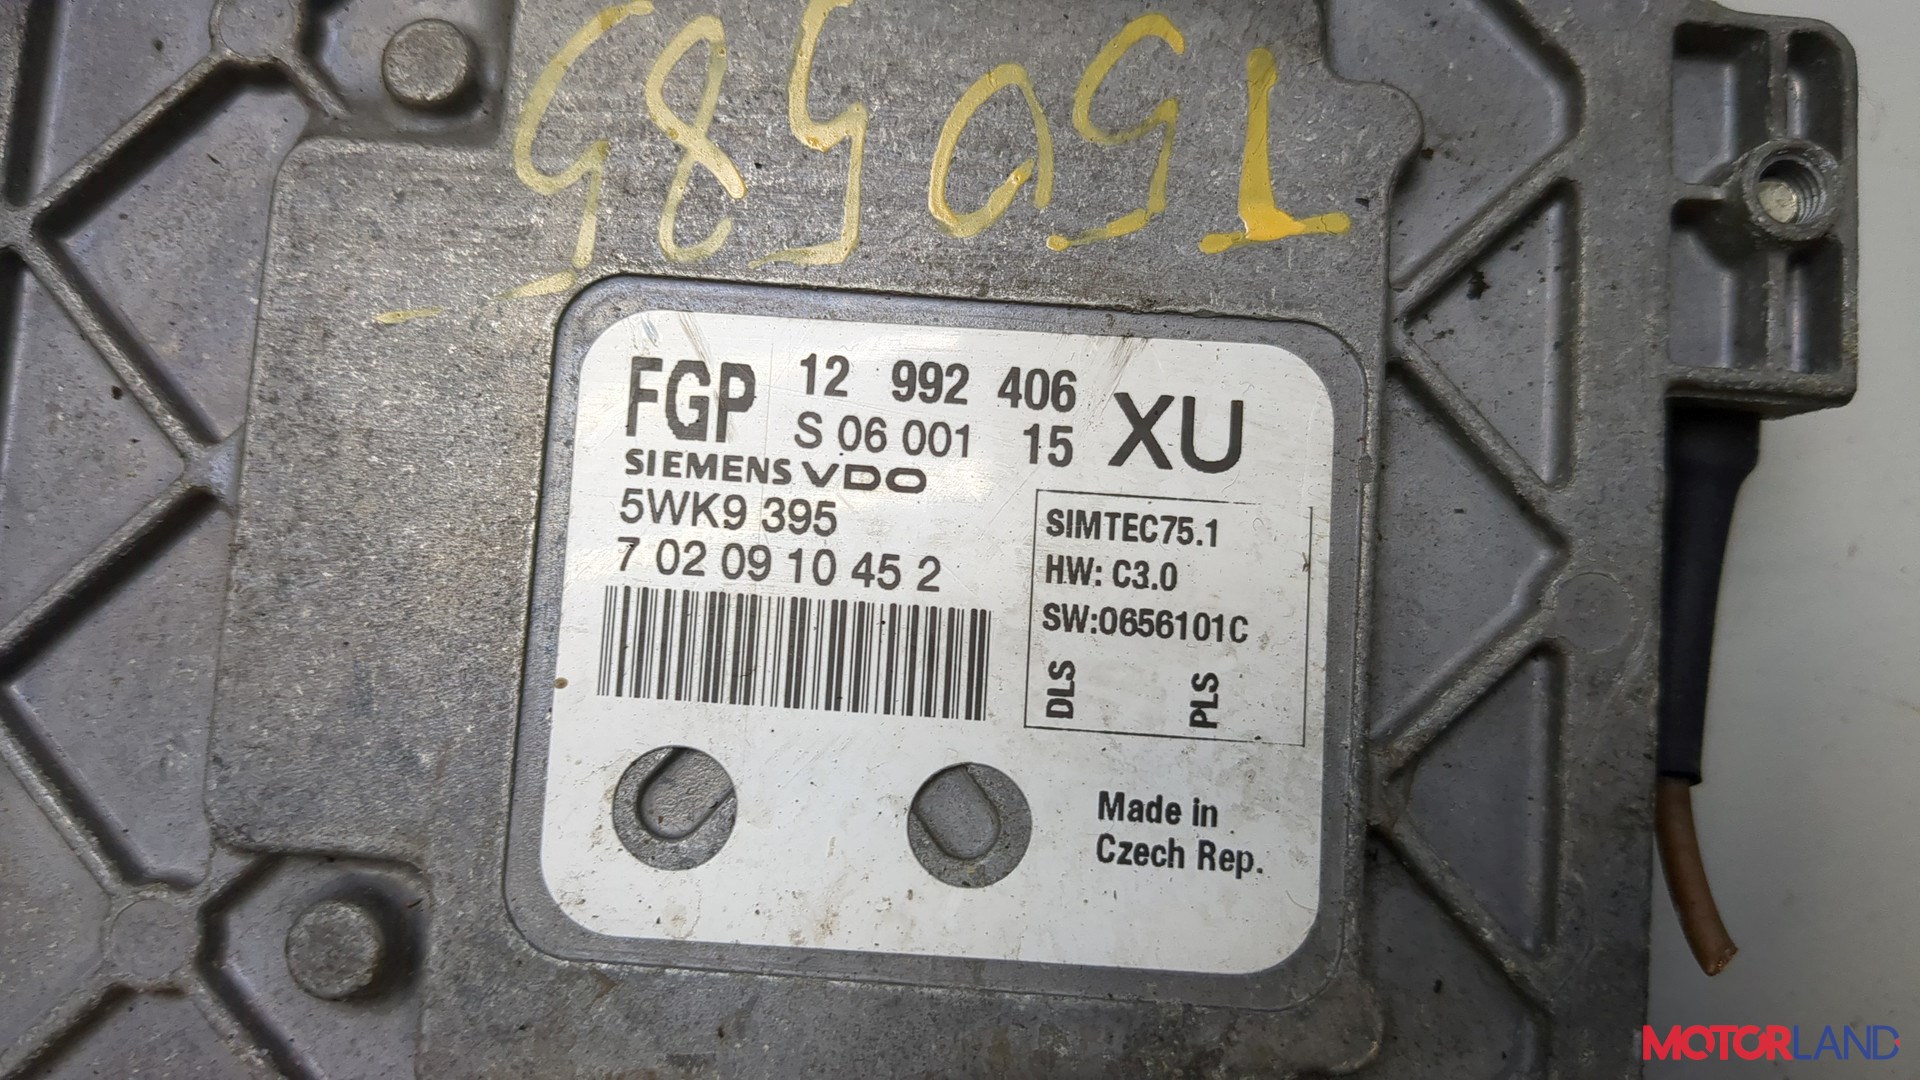 T50585
FGP 12 992 406 XU
S 06 001 15
SIEMENS VDO
5WK9 395
7 02 09 10 45 2
SIMTEC75.1
HW: C3.0
SW:0656101C
DLS PLS
Made in
Czech Rep.
MOTORLAND